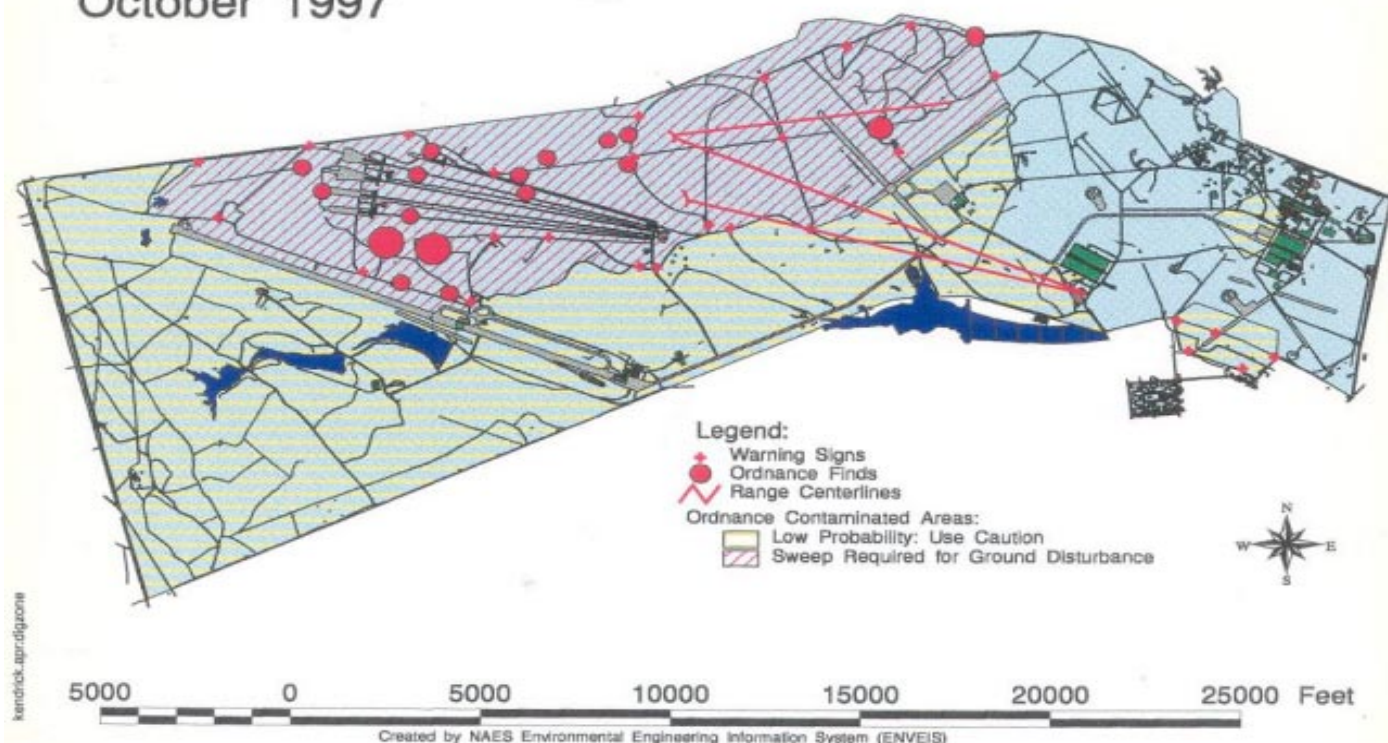 October 1997
Legend:
Warning Signs
Ordnance Finds
Range Centerlines
Ordnance Contaminated Areas:
Low Probability: Use Caution
Sweep Required for Ground Disturbance
N
W E
S
kendrick.apr:digzone
5000 0 5000 10000 15000 20000 25000 Feet
Created by NAES Environmental Engineering Information System (ENVEIS)